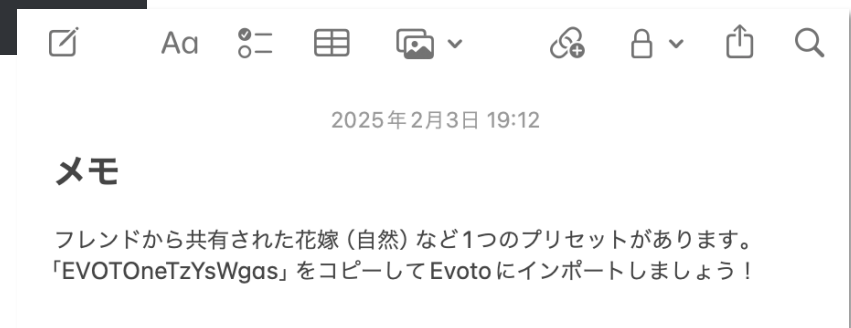 Aa
2025年2月3日 19:12
メモ
フレンドから共有された花嫁（自然）など1つのプリセットがあります。
「EVOTOneTzYsWgas」をコピーしてEvotoにインポートしましょう！